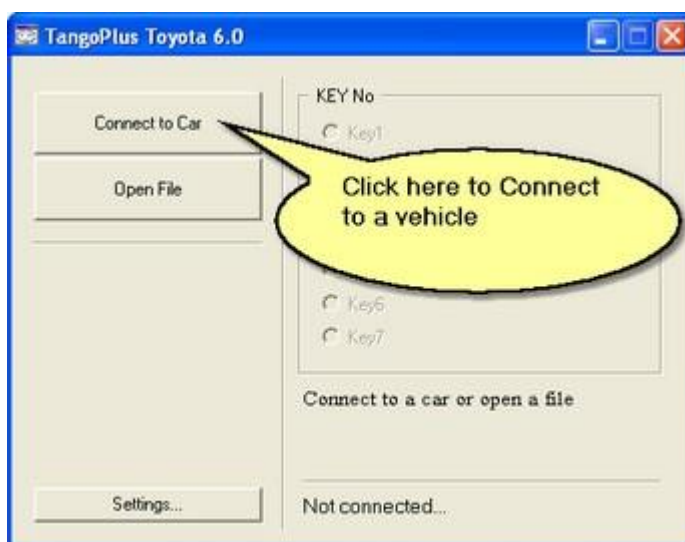 TangoPlus Toyota 6.0
Connect to Car
Open File
Settings...
KEY No
Key1
Click here to Connect
to a vehicle
Key6
Key7
Connect to a car or open a file
Not connected...